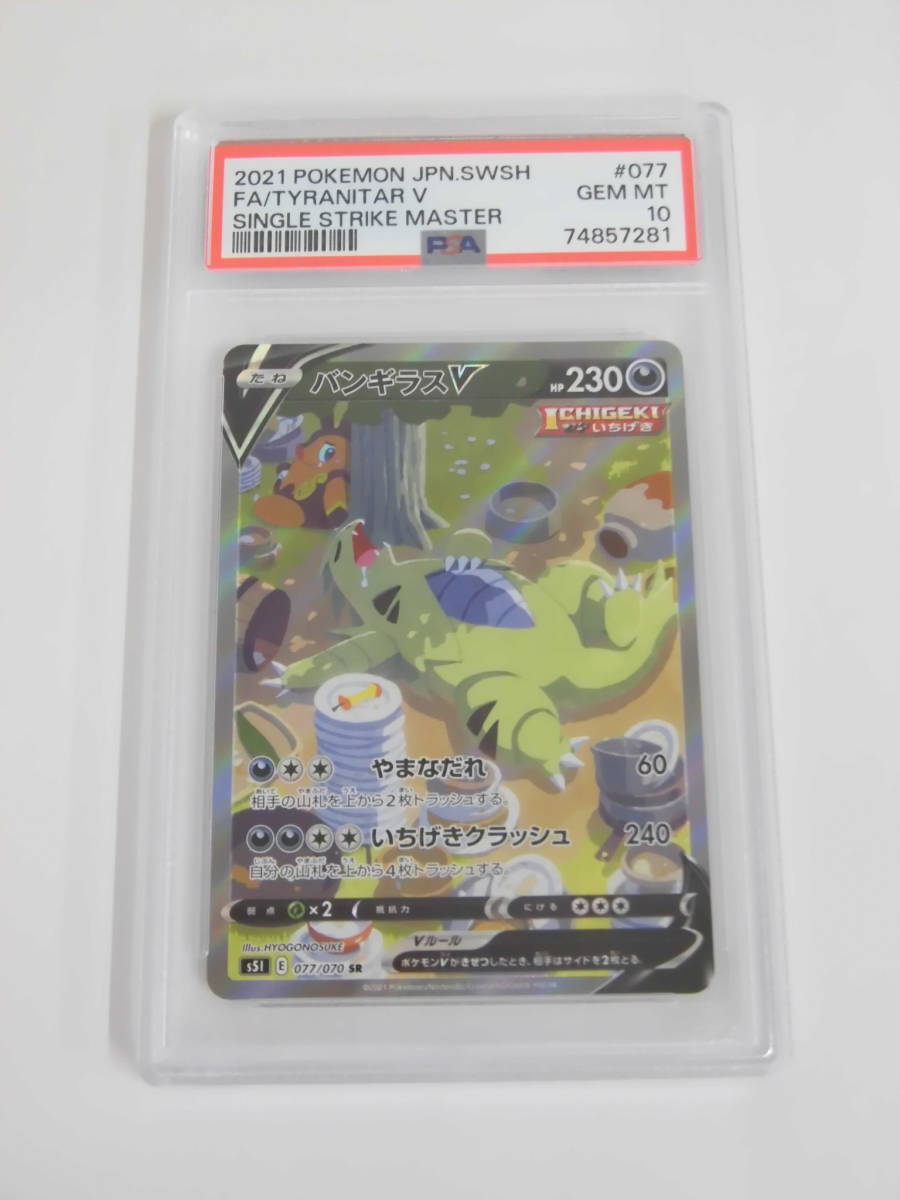 2021 POKEMON JPN.SWSH #077
FA/TYRANITAR V GEM MT
SINGLE STRIKE MASTER 10
PSA 74857281
たね バンギラスV HP 230
ICHIGEKI
いちげき
やまなだれ 60
相手の山札を上から2枚トラッシュする。
いちげきクラッシュ 240
自分の山札を上から4枚トラッシュする。
弱点 ×2 抵抗力 にげる
Illus.HYOGONOSUKE
Vルール
s5I E 077/070 SR
ポケモンVがきぜつしたとき、相手はサイドを2枚とる。
©2021 Pokémon/Nintendo/